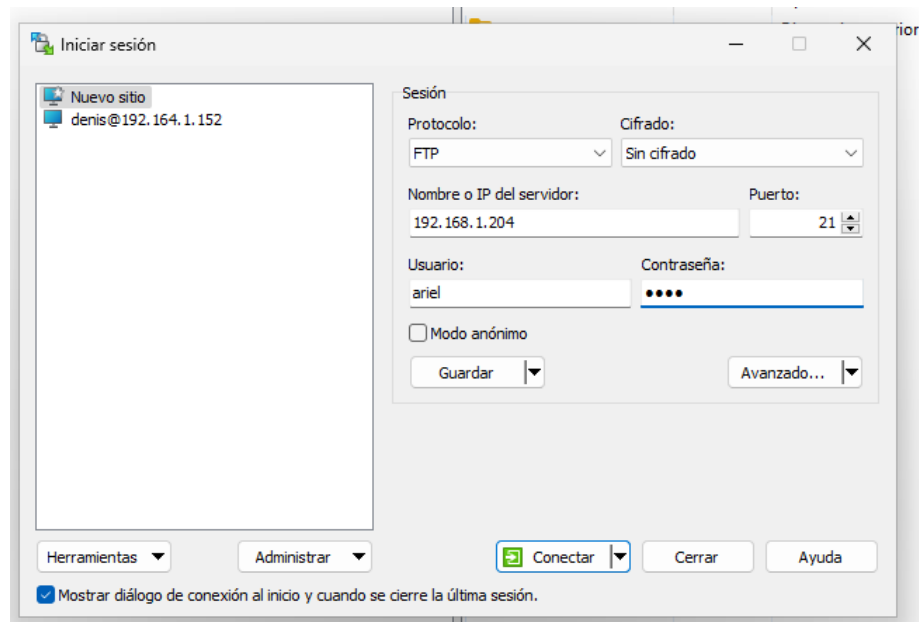 rior
Iniciar sesión
Nuevo sitio
denis@192.164.1.152
Sesión
Protocolo: Cifrado:
FTP Sin cifrado
Nombre o IP del servidor: Puerto:
192.168.1.204 21
Usuario: Contraseña:
ariel ●●●●
Modo anónimo
Guardar Avanzado...
Herramientas Administrar Conectar Cerrar Ayuda
Mostrar diálogo de conexión al inicio y cuando se cierre la última sesión.